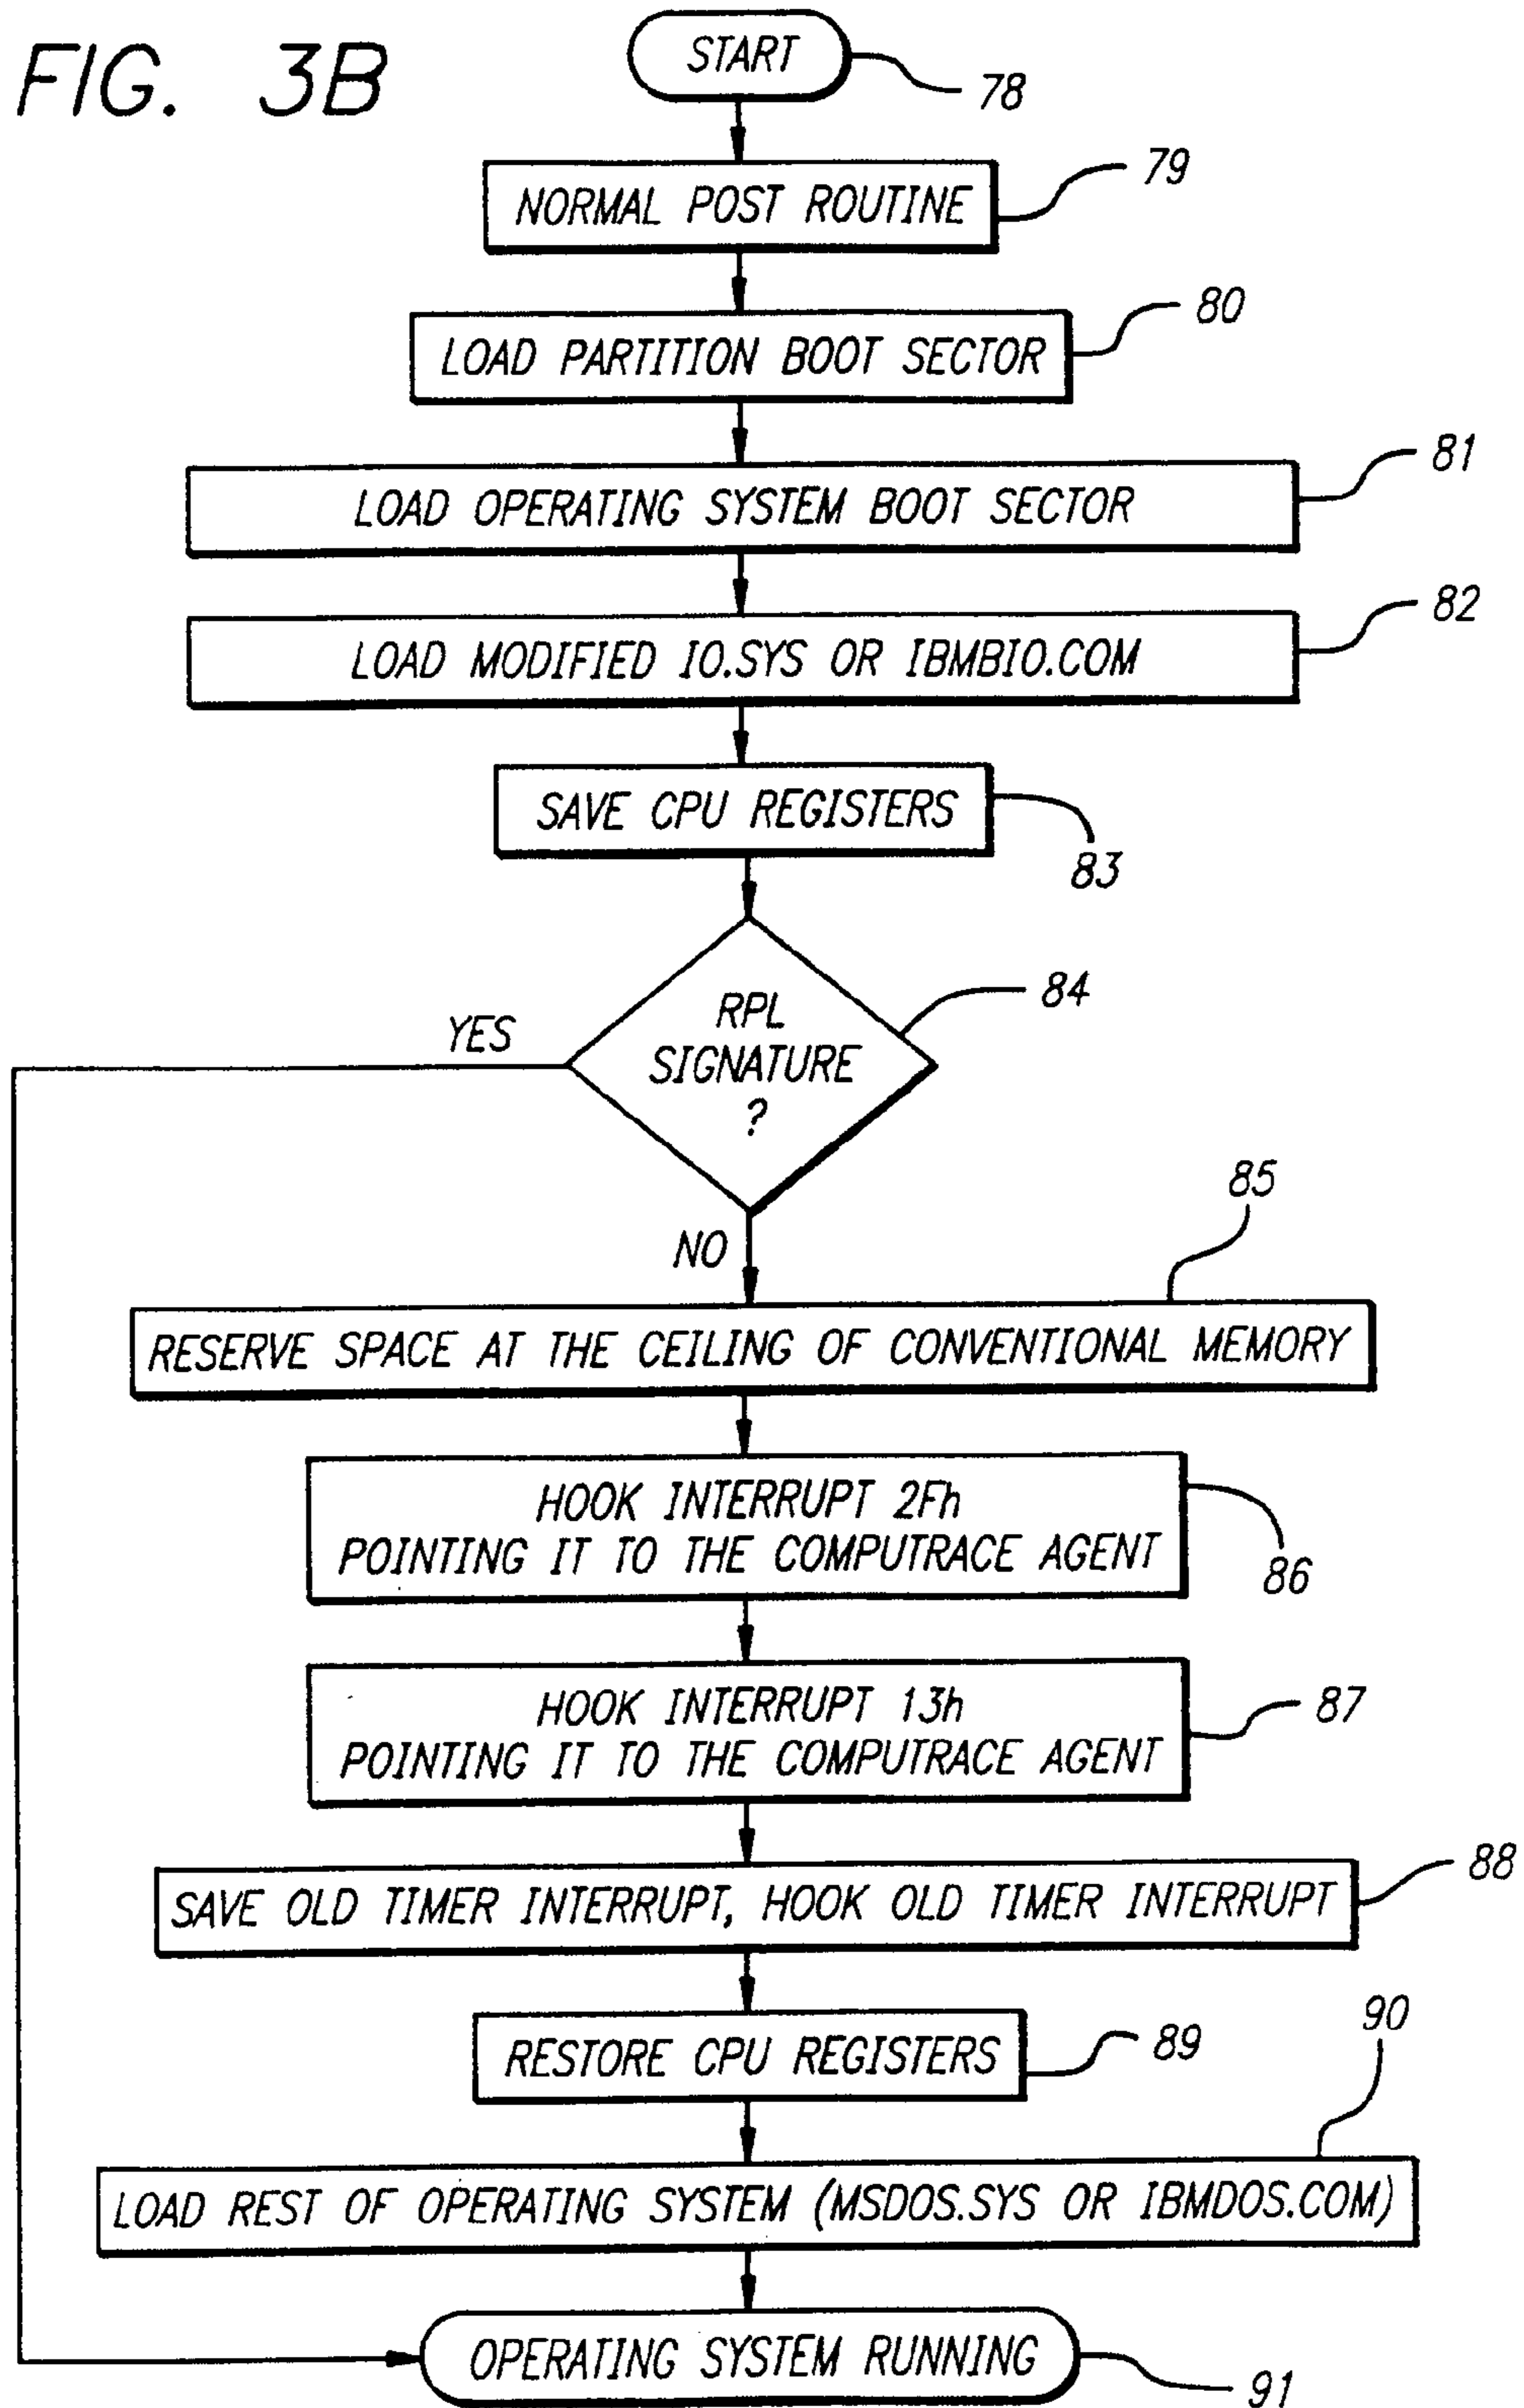 FIG. 3B
START
78
NORMAL POST ROUTINE
79
LOAD PARTITION BOOT SECTOR
80
LOAD OPERATING SYSTEM BOOT SECTOR
81
LOAD MODIFIED IO.SYS OR IBMBIO.COM
82
SAVE CPU REGISTERS
83
RPL
SIGNATURE
?
84
YES
NO
85
RESERVE SPACE AT THE CEILING OF CONVENTIONAL MEMORY
HOOK INTERRUPT 2Fh
POINTING IT TO THE COMPUTRACE AGENT
86
HOOK INTERRUPT 13h
POINTING IT TO THE COMPUTRACE AGENT
87
SAVE OLD TIMER INTERRUPT, HOOK OLD TIMER INTERRUPT
88
RESTORE CPU REGISTERS
89
90
LOAD REST OF OPERATING SYSTEM (MSDOS.SYS OR IBMDOS.COM)
OPERATING SYSTEM RUNNING
91